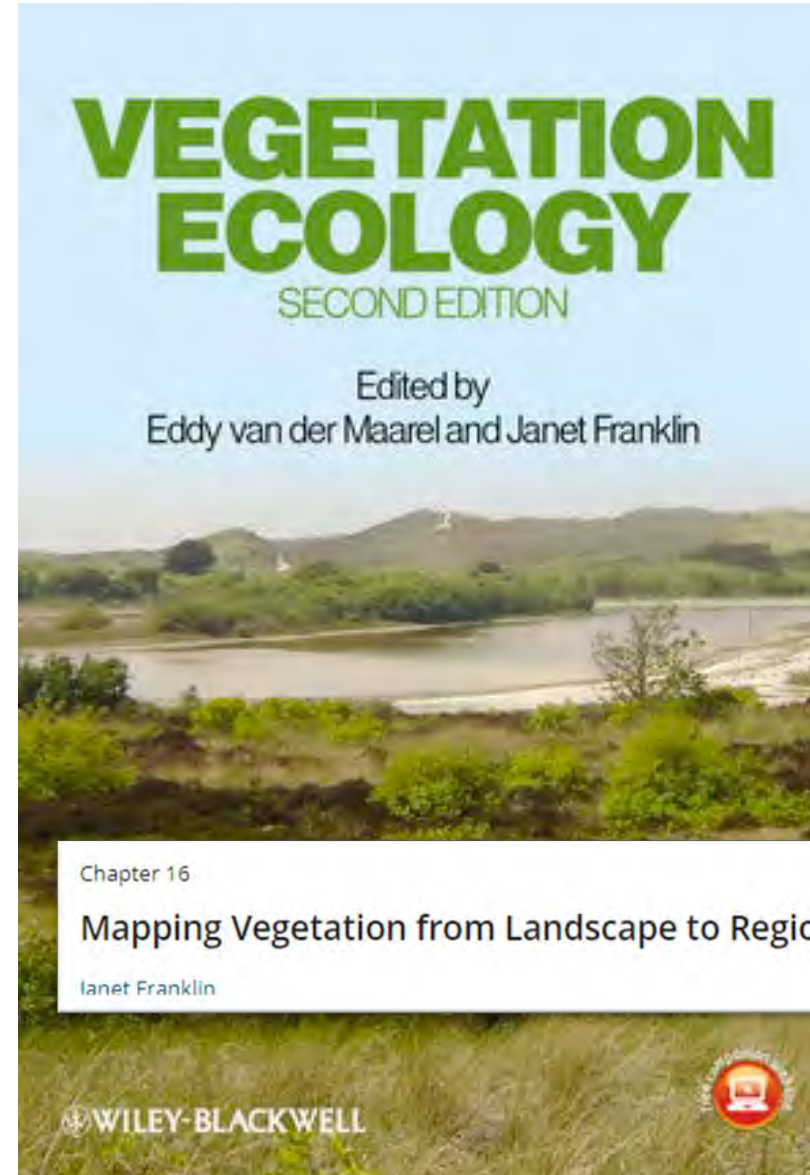 VEGETATION
ECOLOGY
SECOND EDITION
Edited by
Eddy van der Maarel and Janet Franklin
Chapter 16
Mapping Vegetation from Landscape to Regio
Janet Franklin
WILEY-BLACKWELL